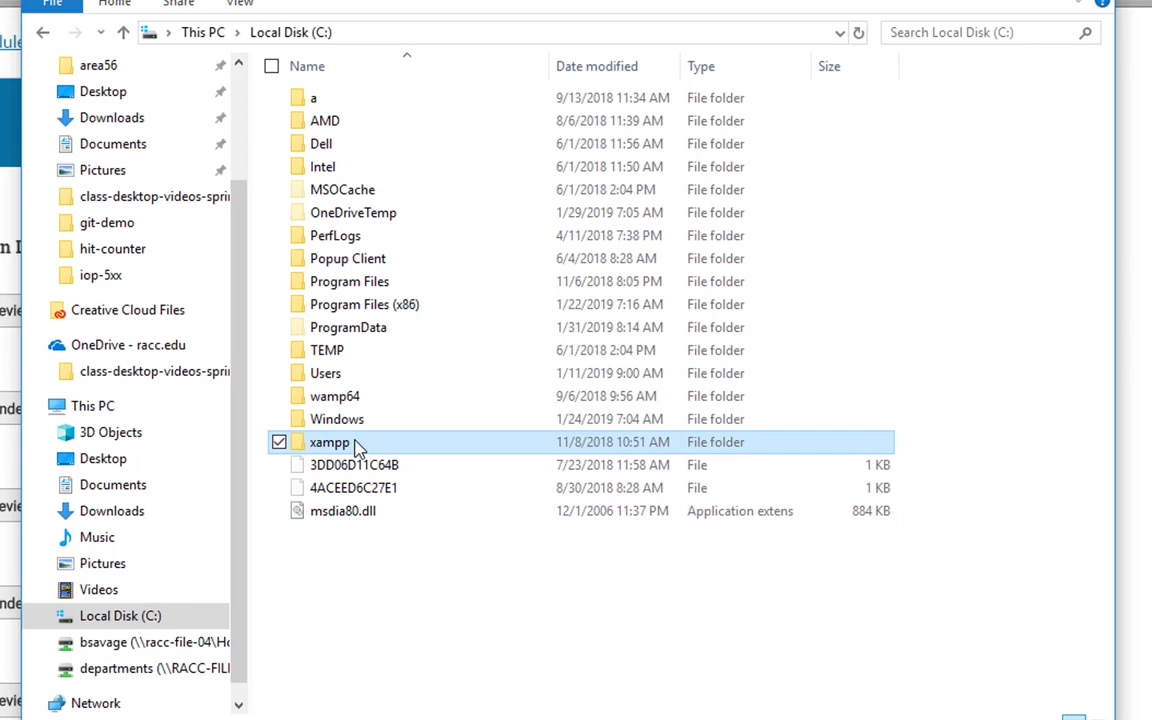 File Home Share View
This PC Local Disk (C:) Search Local Disk (C:)
Name Date modified Type Size
area56
Desktop
Downloads
Documents
Pictures
class-desktop-videos-sprin
git-demo
hit-counter
iop-5xx
Creative Cloud Files
OneDrive - racc.edu
class-desktop-videos-sprin
This PC
3D Objects
Desktop
Documents
Downloads
Music
Pictures
Videos
Local Disk (C:)
bsavage (\\racc-file-04\Ho
departments (\\RACC-FIL
Network
a 9/13/2018 11:34 AM File folder
AMD 8/6/2018 11:39 AM File folder
Dell 6/1/2018 11:56 AM File folder
Intel 6/1/2018 11:50 AM File folder
MSOCache 6/1/2018 2:04 PM File folder
OneDriveTemp 1/29/2019 7:05 AM File folder
PerfLogs 4/11/2018 7:38 PM File folder
Popup Client 6/4/2018 8:28 AM File folder
Program Files 11/6/2018 8:05 PM File folder
Program Files (x86) 1/22/2019 7:16 AM File folder
ProgramData 1/31/2019 8:14 AM File folder
TEMP 6/1/2018 2:04 PM File folder
Users 1/11/2019 9:00 AM File folder
wamp64 9/6/2018 9:56 AM File folder
Windows 1/24/2019 7:04 AM File folder
xampp 11/8/2018 10:51 AM File folder
3DD06D11C64B 7/23/2018 11:58 AM File 1 KB
4ACEED6C27E1 8/30/2018 8:28 AM File 1 KB
msdia80.dll 12/1/2006 11:37 PM Application extens 884 KB